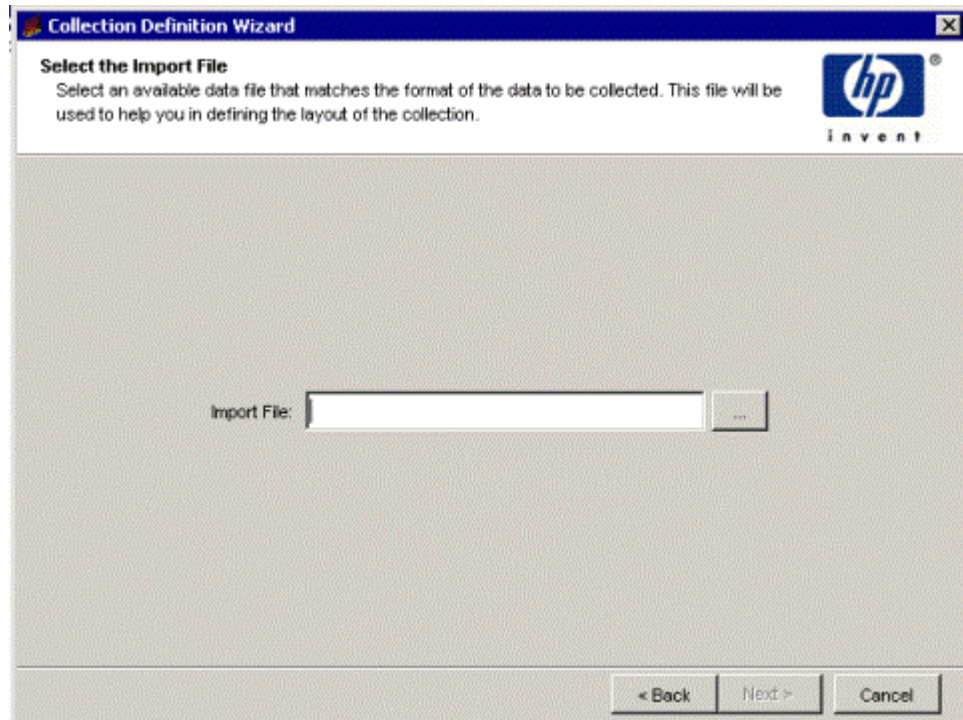 Collection Definition Wizard
Select the Import File
Select an available data file that matches the format of the data to be collected. This file will be
used to help you in defining the layout of the collection.
hp
®
invent
Import File:
...
< Back
Next >
Cancel